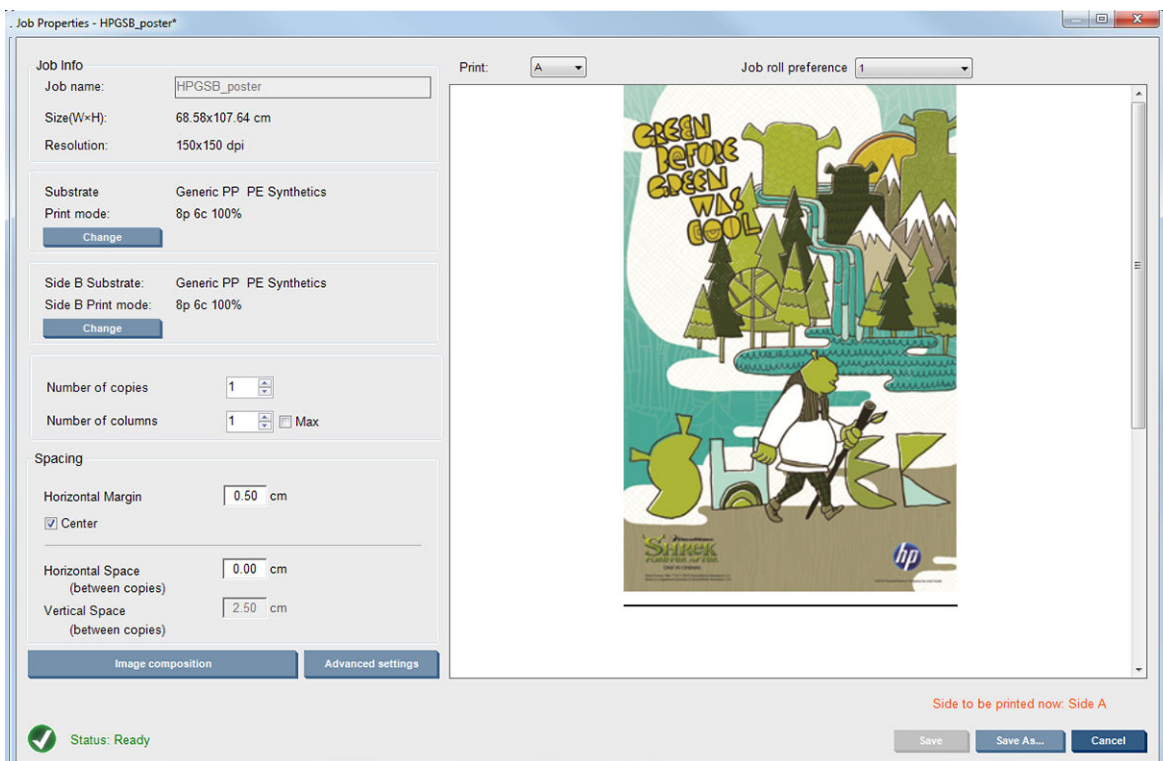 Job Properties - HPGSB_poster*
Job Info
Job name: HPGSB_poster
Size(W×H): 68.58x107.64 cm
Resolution: 150x150 dpi
Substrate Generic PP PE Synthetics
Print mode: 8p 6c 100%
Change
Side B Substrate: Generic PP PE Synthetics
Side B Print mode: 8p 6c 100%
Change
Number of copies 1
Number of columns 1 Max
Spacing
Horizontal Margin 0.50 cm
Center
Horizontal Space 0.00 cm
(between copies)
Vertical Space 2.50 cm
(between copies)
Image composition Advanced settings
Print: A Job roll preference 1
GREEN
BEFORE
GREEN
WAS
COOL
SHREK
DreamWorks
SHREK
FOREVER AFTER
ONLY IN CINEMAS
hp
Side to be printed now: Side A
Status: Ready Save Save As... Cancel